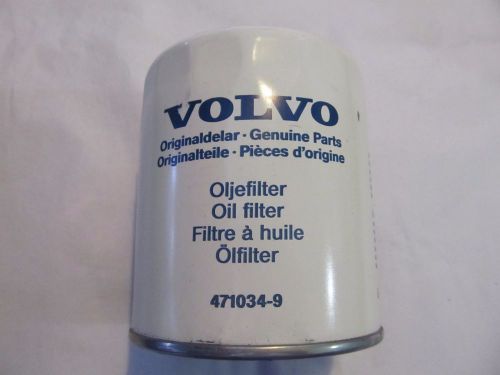 VOLVO
Originaldelar · Genuine Parts
Originalteile · Pièces d'origine
Oljefilter
Oil filter
Filtre à huile
Ölfilter
471034-9